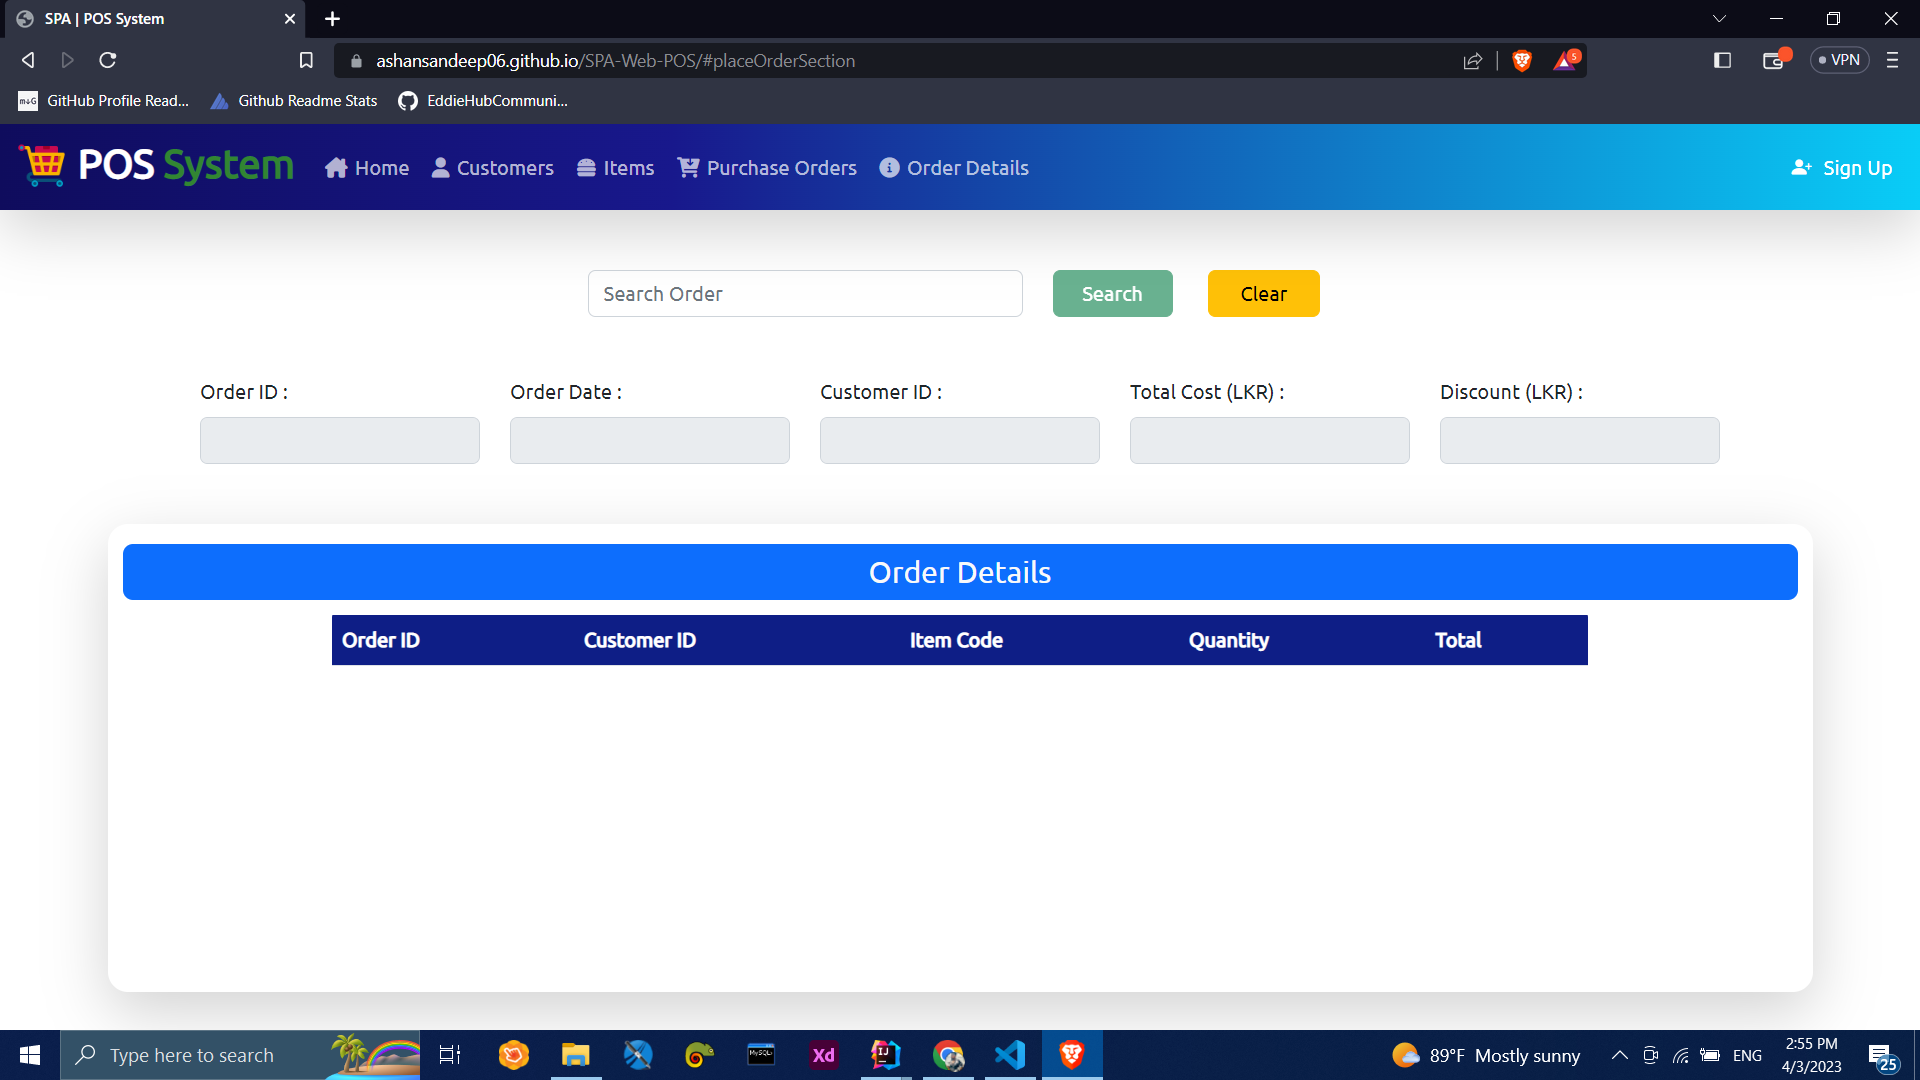 SPA | POS System
ashansandeep06.github.io/SPA-Web-POS/#placeOrderSection
5
VPN
GitHub Profile Read...
Github Readme Stats
EddieHubCommuni...
POS System
Home
Customers
Items
Purchase Orders
Order Details
Sign Up
Search Order
Search
Clear
Order ID :
Order Date :
Customer ID :
Total Cost (LKR) :
Discount (LKR) :
Order Details
Order ID Customer ID Item Code Quantity Total
Type here to search
MySQL
Xd
IJ
89°F Mostly sunny
ENG
2:55 PM
4/3/2023
25